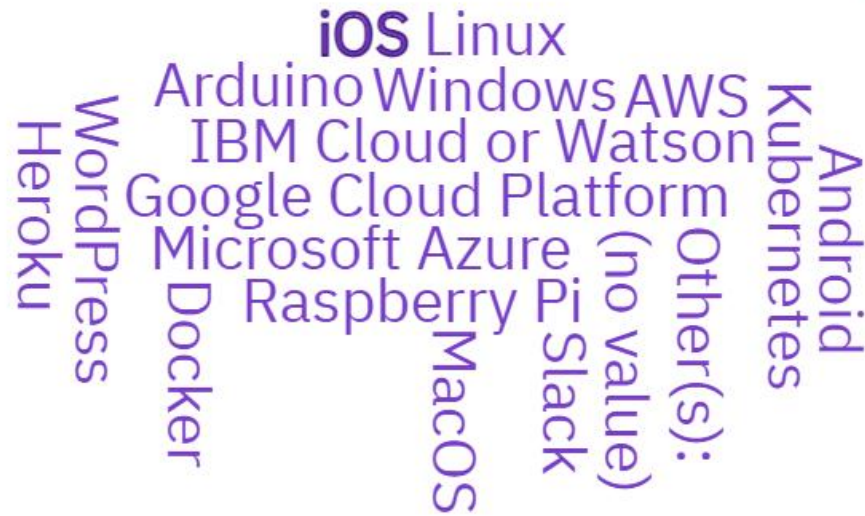 iOS Linux
Arduino Windows AWS
IBM Cloud or Watson
Google Cloud Platform
Microsoft Azure
Raspberry Pi
Heroku
WordPress
Docker
MacOS
Slack
(no value)
Other(s):
Kubernetes
Android